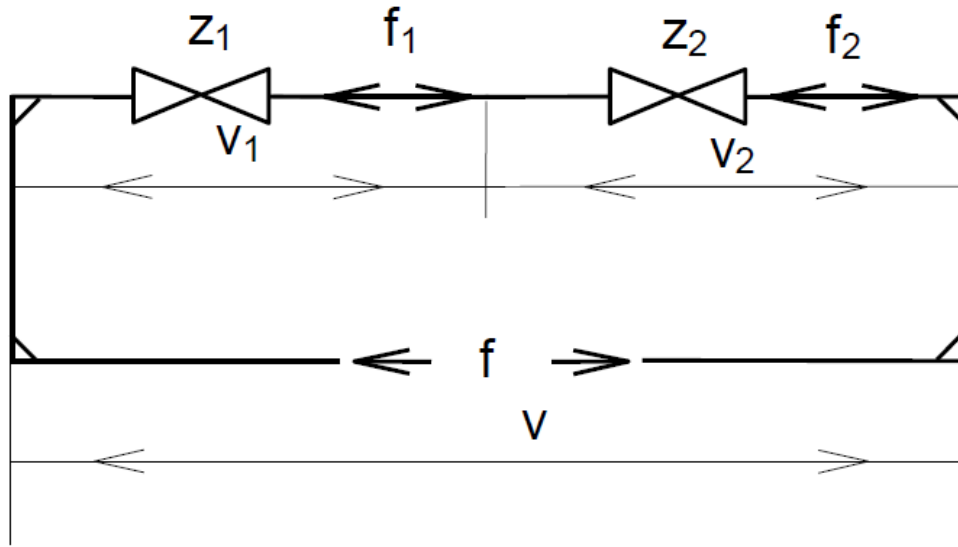 z₁ f₁ z₂ f₂
v₁ v₂
f
v